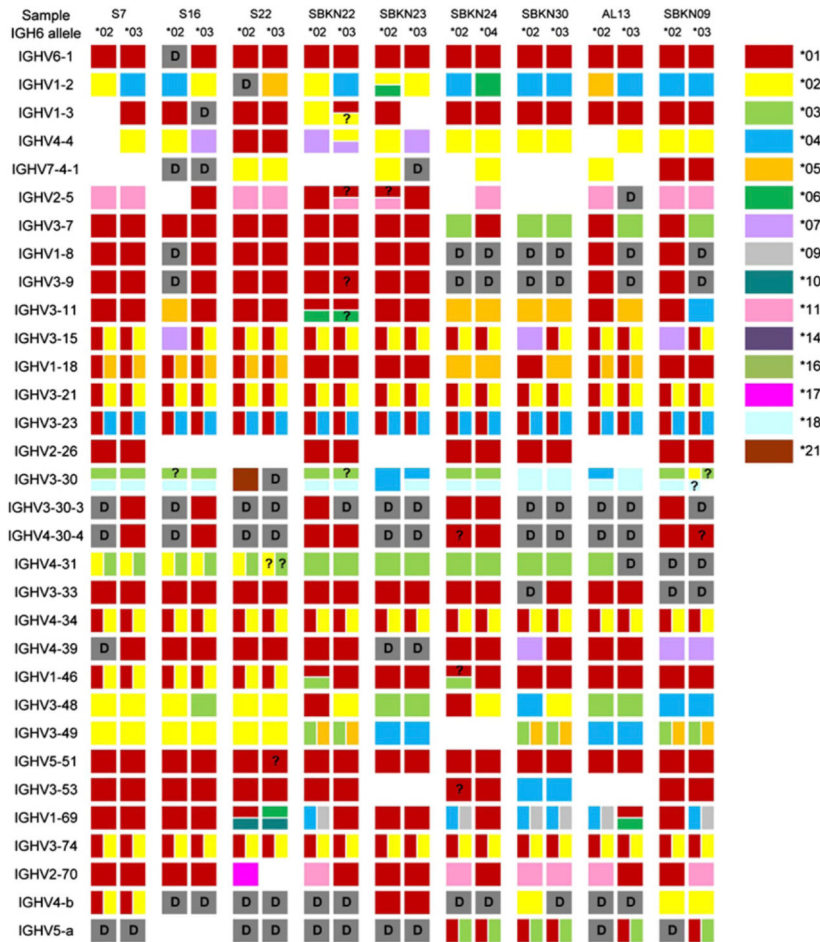 Sample S7 S16 S22 SBKN22 SBKN23 SBKN24 SBKN30 AL13 SBKN09
IGH6 allele *02 *03 *02 *03 *02 *03 *02 *03 *02 *03 *02 *04 *02 *03 *02 *03 *02 *03
IGHV6-1 D *01
IGHV1-2 D *02
IGHV1-3 D ? *03
IGHV4-4 *04
IGHV7-4-1 D D D *05
IGHV2-5 ? ? D *06
IGHV3-7 *07
IGHV1-8 D D D D D D D *09
IGHV3-9 D ? D D D D D D *10
IGHV3-11 ? *11
IGHV3-15 *14
IGHV1-18 *16
IGHV3-21 *17
IGHV3-23 *18
IGHV2-26 *21
IGHV3-30 ? D ? ? ?
IGHV3-30-3 D D D D D D D D D D D D
IGHV4-30-4 D D D D D D ? D D D D ?
IGHV4-31 ? ? D D D
IGHV3-33 D D D
IGHV4-34
IGHV4-39 D D D
IGHV1-46 ?
IGHV3-48
IGHV3-49
IGHV5-51 ?
IGHV3-53 ?
IGHV1-69
IGHV3-74
IGHV2-70
IGHV4-b D D D D D D D D D D D
IGHV5-a D D D D D D D D D D